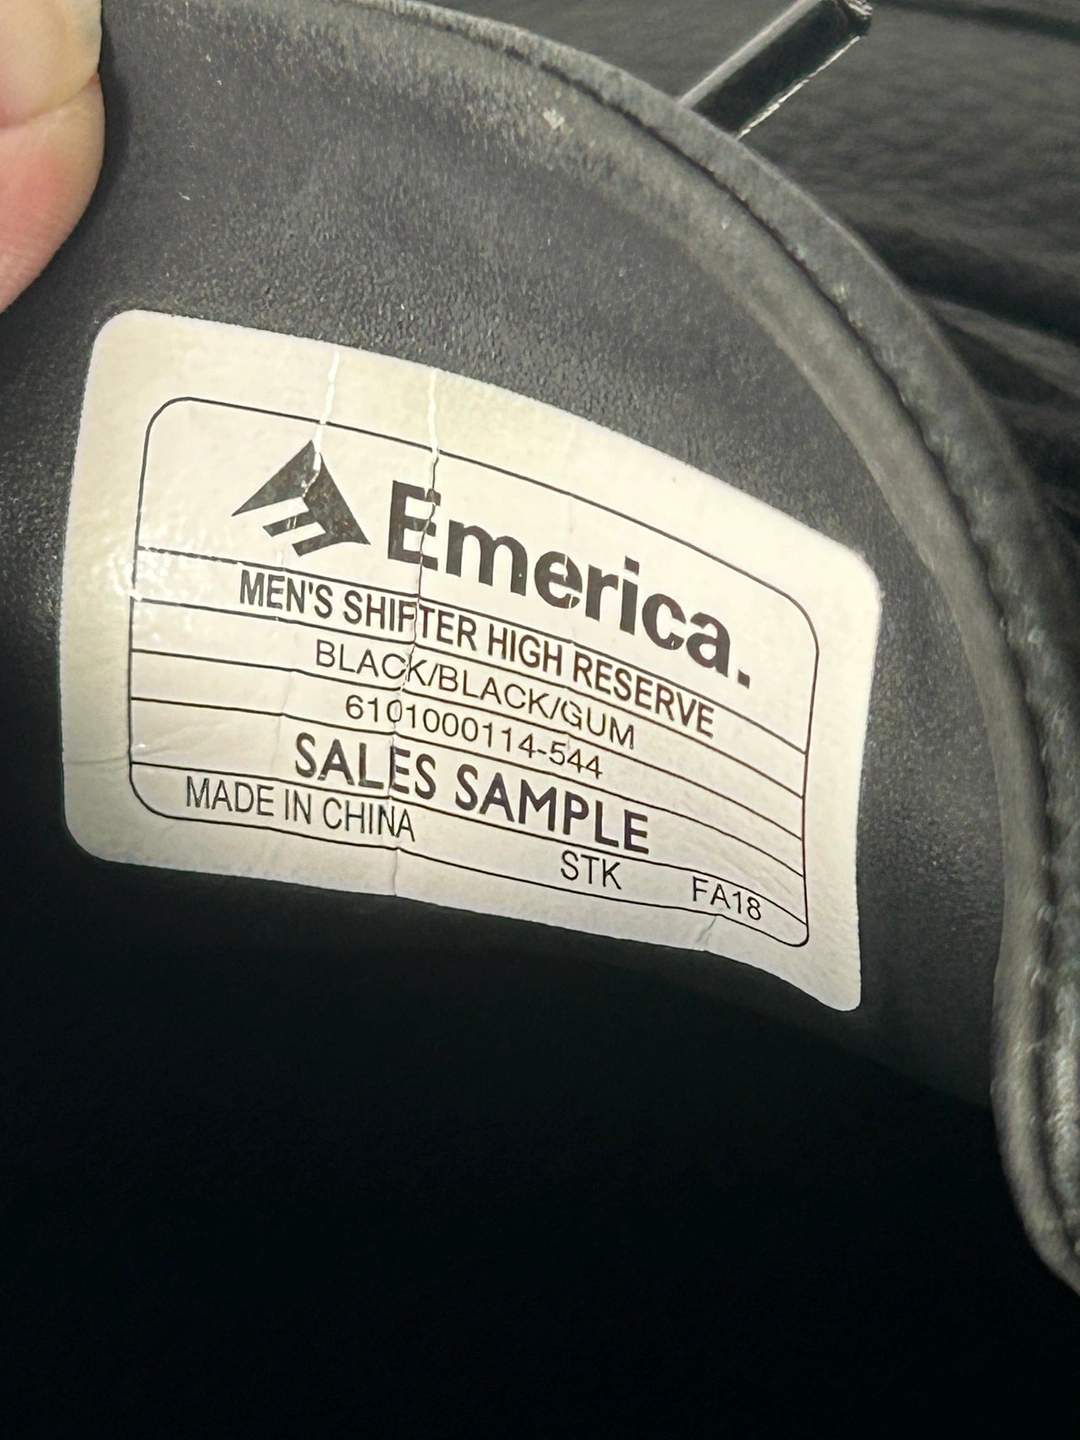 Emerica.
MEN'S SHIFTER HIGH RESERVE
BLACK/BLACK/GUM
6101000114-544
SALES SAMPLE
MADE IN CHINA STK FA18